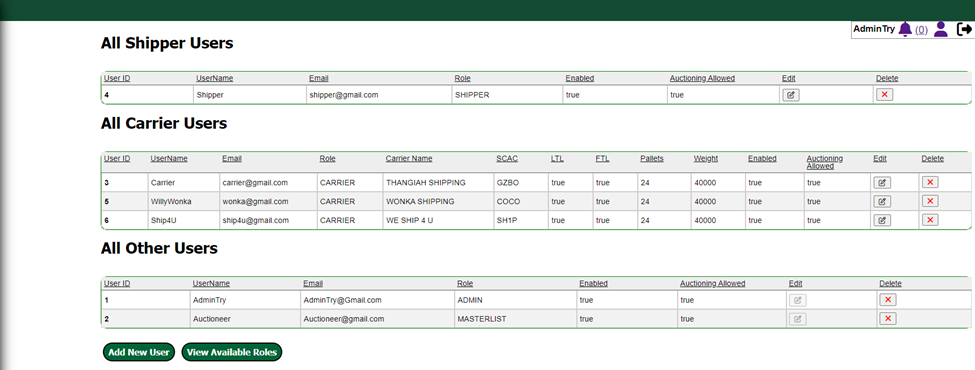 AdminTry (0)
All Shipper Users
User ID UserName Email Role Enabled Auctioning Allowed Edit Delete
4 Shipper shipper@gmail.com SHIPPER true true
All Carrier Users
User ID UserName Email Role Carrier Name SCAC LTL FTL Pallets Weight Enabled Auctioning Allowed Edit Delete
3 Carrier carrier@gmail.com CARRIER THANGIAH SHIPPING GZBO true true 24 40000 true true
5 WillyWonka wonka@gmail.com CARRIER WONKA SHIPPING COCO true true 24 40000 true true
6 Ship4U ship4u@gmail.com CARRIER WE SHIP 4 U SH1P true true 24 40000 true true
All Other Users
User ID UserName Email Role Enabled Auctioning Allowed Edit Delete
1 AdminTry AdminTry@Gmail.com ADMIN true true
2 Auctioneer Auctioneer@gmail.com MASTERLIST true true
Add New User View Available Roles